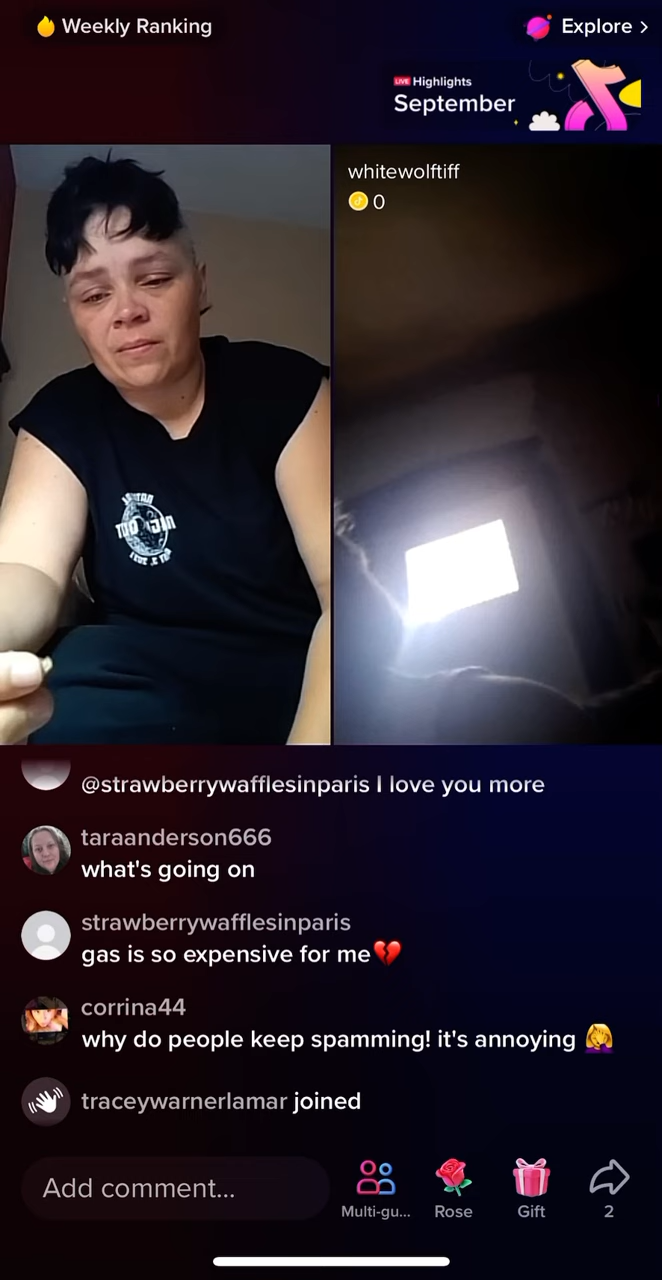 Weekly Ranking
Explore >
LIVE Highlights
September
whitewolftiff
0
@strawberrywafflesinparis I love you more
taraanderson666
what's going on
strawberrywafflesinparis
gas is so expensive for me💔
corrina44
why do people keep spamming! it's annoying 🤦‍♀️
traceywarnerlamar joined
Add comment...
Multi-gu...
Rose
Gift
2